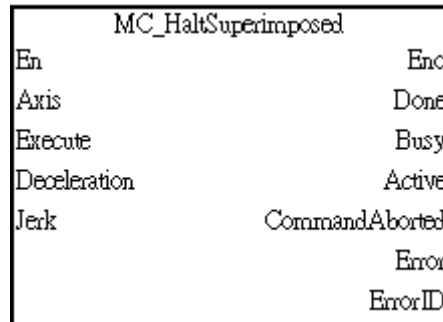 MC_HaltSuperimposed
En Eno
Axis Done
Execute Busy
Deceleration Active
Jerk CommandAborted
Error
ErrorID